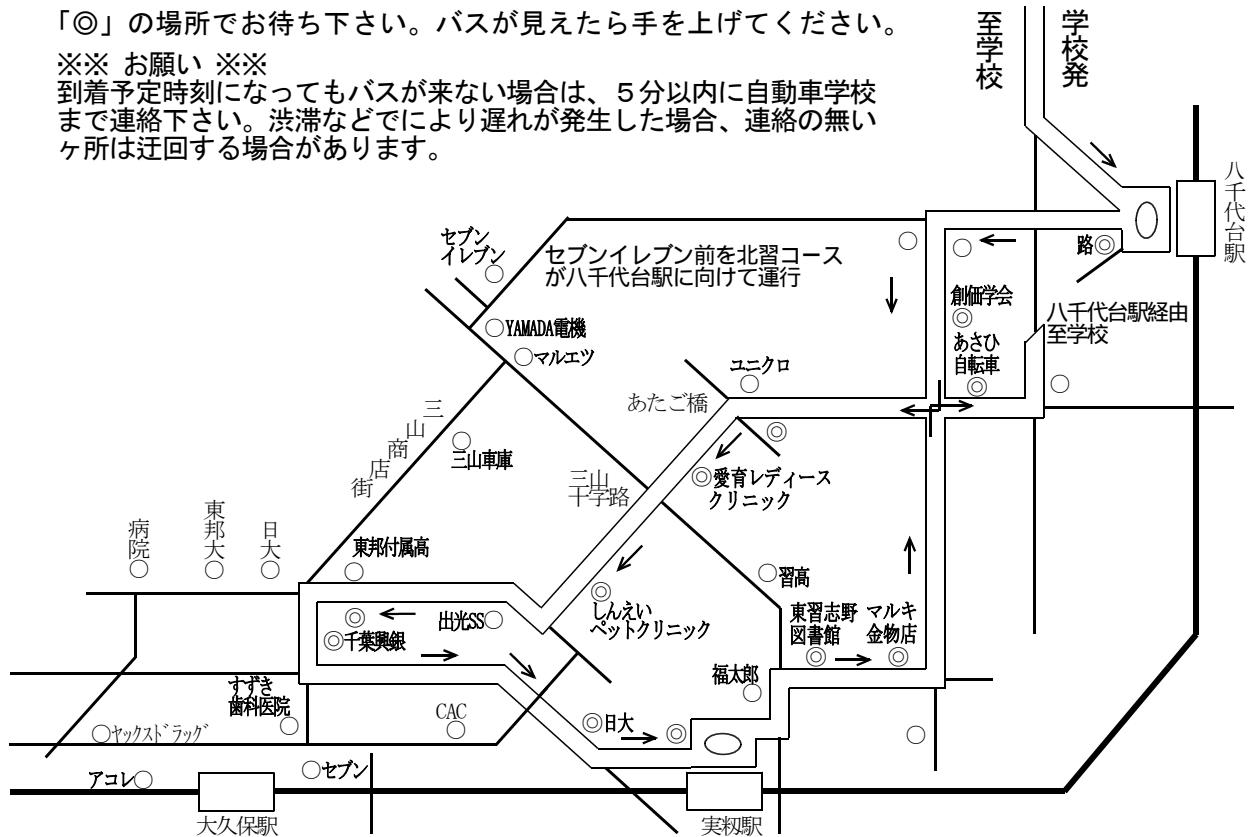 「◎」の場所でお待ち下さい。バスが見えたら手を上げてください。
※※ お願い ※※
到着予定時刻になってもバスが来ない場合は、５分以内に自動車学校
まで連絡下さい。渋滞などでにより遅れが発生した場合、連絡の無い
ヶ所は迂回する場合があります。
至学校
学校発
八千代台駅
路◎
セブン
イレブン
セブンイレブン前を北習コース
が八千代台駅に向けて運行
創価学会
八千代台駅経由
至学校
YAMADA電機
マルエツ
あさひ
自転車
ユニクロ
あたご橋
三山商店街
三山車庫
三山
十字路
愛育レディース
クリニック
病院
東邦大
日大
東邦付属高
習高
しんえい
ペットクリニック
出光SS
千葉興銀
東習志野
図書館
マルキ
金物店
福太郎
すずき
歯科医院
CAC
日大
ヤックスドラッグ
アコレ
セブン
大久保駅
実籾駅